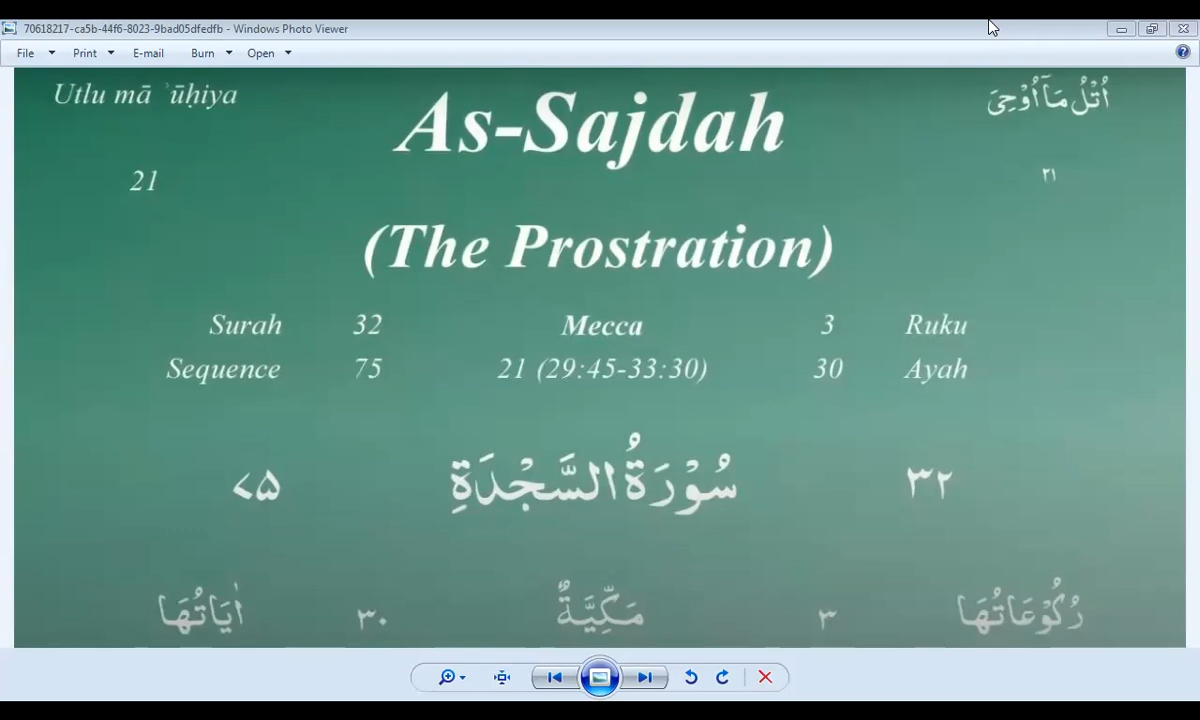 70618217-ca5b-44f6-8023-9bad05dfedfb - Windows Photo Viewer
File Print E-mail Burn Open
Utlu mā ʾūḥiya As-Sajdah اُتْلُ مَآ اُوْحِیَ
21 ٢١
(The Prostration)
Surah 32 Mecca 3 Ruku
Sequence 75 21 (29:45-33:30) 30 Ayah
٣٢ سُوْرَةُ السَّجْدَةِ ۷۵
رُكُوْعَاتُهَا ٣ مَكِّيَّةٌ ٣٠ اٰيَاتُهَا